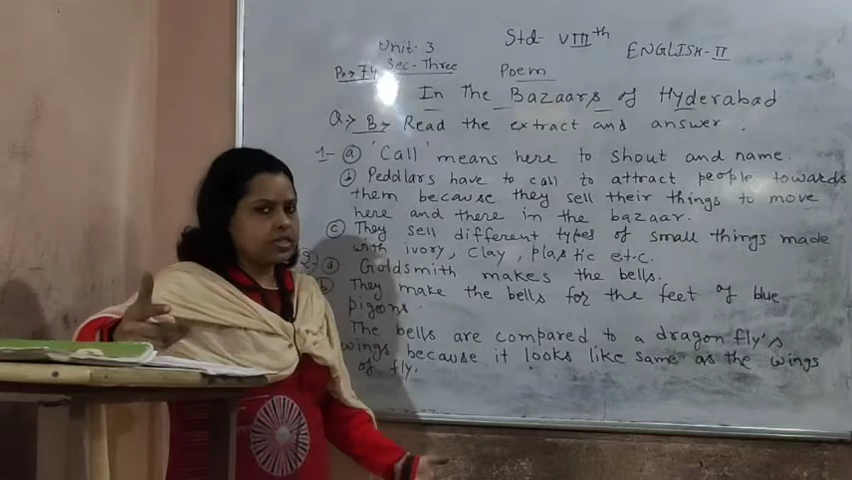 Unit-3
Std- VIIIth
ENGLISH-II
Pg> 74 Sec-Three
Poem
In The Bazaars of Hyderabad
Q> B> Read the extract and answer :
1- (a) 'Call' means here to shout and name.
(b) Peddlars have to call to attract people towards
them because they sell their things to move
here and there in the bazaar.
(c) They sell different types of small things made
with ivory, clay, plastic etc.
2> (a) Goldsmith makes the bells.
(b) They make the bells for the feet of blue
pigeons.
The bells are compared to a dragon fly's
wings because it looks like same as the wings
of fly.